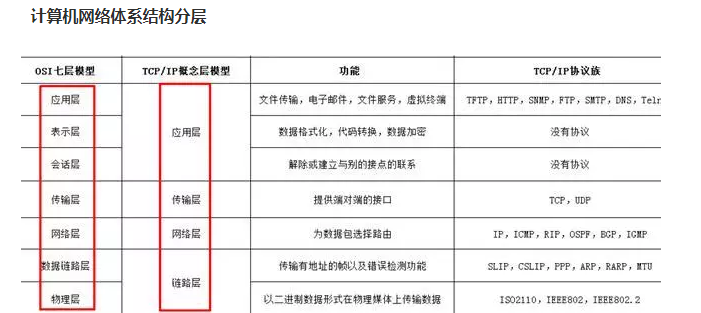 计算机网络体系结构分层
OSI七层模型 TCP/IP概念层模型 功能 TCP/IP协议族
应用层 文件传输，电子邮件，文件服务，虚拟终端 TFTP，HTTP，SNMP，FTP，SMTP，DNS，Teln
表示层 应用层 数据格式化，代码转换，数据加密 没有协议
会话层 解除或建立与别的接点的联系 没有协议
传输层 传输层 提供端对端的接口 TCP，UDP
网络层 网络层 为数据包选择路由 IP，ICMP，RIP，OSPF，BGP，IGMP
数据链路层 传输有地址的帧以及错误检测功能 SLIP，CSLIP，PPP，ARP，RARP，MTU
链路层
物理层 以二进制数据形式在物理媒体上传输数据 ISO2110，IEEE802，IEEE802.2